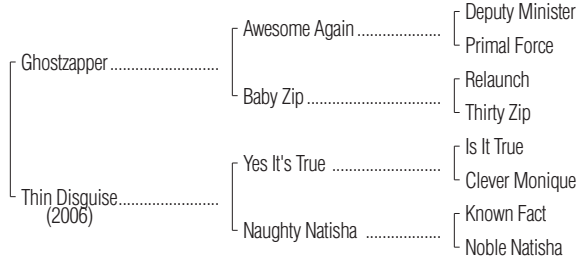 Deputy Minister
Awesome Again ...................
Primal Force
Ghostzapper .........................
Relaunch
Baby Zip ...............................
Thirty Zip
Is It True
Yes It's True .........................
Clever Monique
Thin Disguise.......................
(2006)
Known Fact
Naughty Natisha .................
Noble Natisha